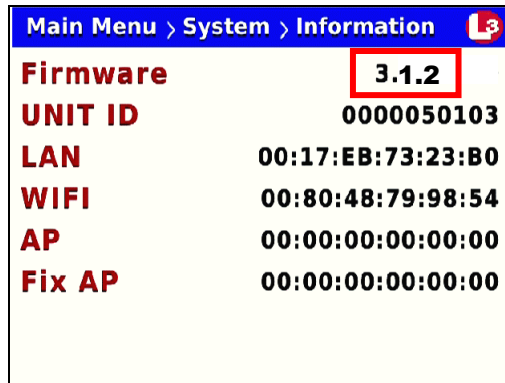 Main Menu > System > Information L3
Firmware 3.1.2
UNIT ID 0000050103
LAN 00:17:EB:73:23:B0
WIFI 00:80:48:79:98:54
AP 00:00:00:00:00:00
Fix AP 00:00:00:00:00:00